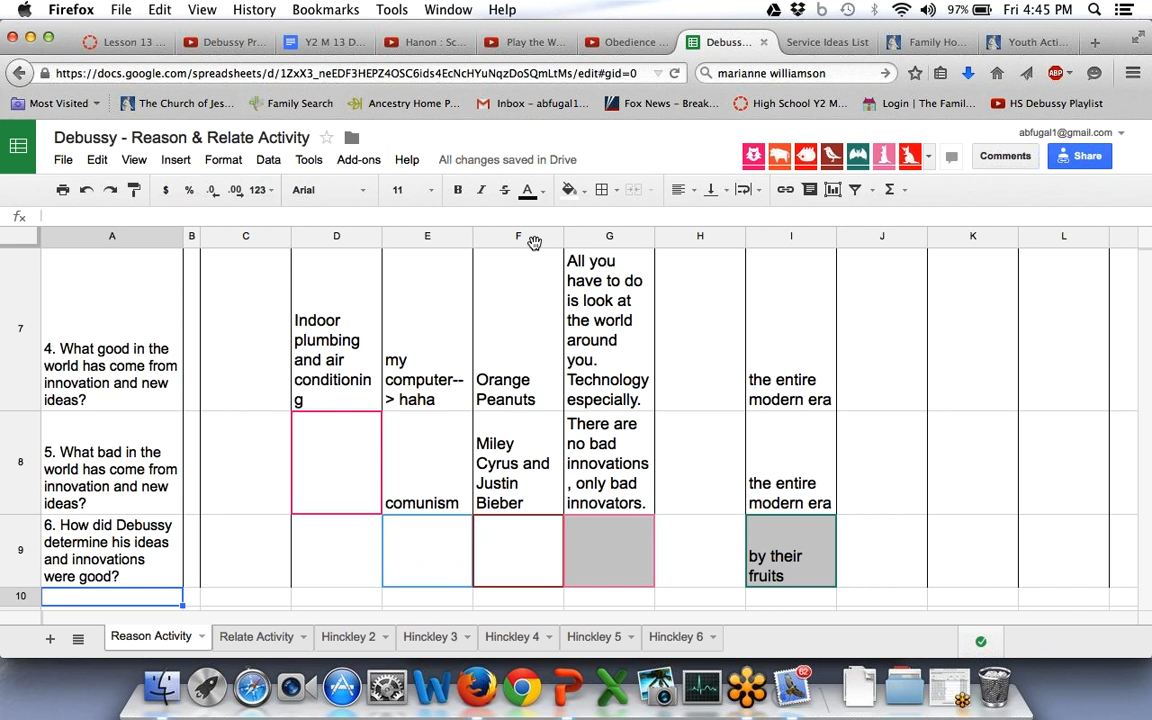 Firefox File Edit View History Bookmarks Tools Window Help 97% Fri 4:45 PM
Lesson 13 ... Debussy Pr... Y2 M 13 D... Hanon : Sc... Play the W... Obedience ... Debuss... Service Ideas List Family Ho... Youth Acti...
https://docs.google.com/spreadsheets/d/1ZxX3_neEDF3HEPZ4OSC6ids4EcNcHYuNqzDoSQmLtMs/edit#gid=0 marianne williamson ABP
Most Visited The Church of Jes... Family Search Ancestry Home P... Inbox - abfugal1... Fox News - Break... High School Y2 M... Login | The Famil... HS Debussy Playlist
Debussy - Reason & Relate Activity abfugal1@gmail.com
File Edit View Insert Format Data Tools Add-ons Help All changes saved in Drive Comments Share
$ % .0 .00 123 Arial 11 B I S A Σ
fx
A B C D E F G H I J K L
7
4. What good in the
world has come from
innovation and new
ideas?
Indoor
plumbing
and air
conditionin
g
my
computer--
> haha
Orange
Peanuts
All you
have to do
is look at
the world
around
you.
Technology
especially.
the entire
modern era
8
5. What bad in the
world has come from
innovation and new
ideas?
comunism
Miley
Cyrus and
Justin
Bieber
There are
no bad
innovations
, only bad
innovators.
the entire
modern era
9
6. How did Debussy
determine his ideas
and innovations
were good?
by their
fruits
10
Reason Activity Relate Activity Hinckley 2 Hinckley 3 Hinckley 4 Hinckley 5 Hinckley 6
82